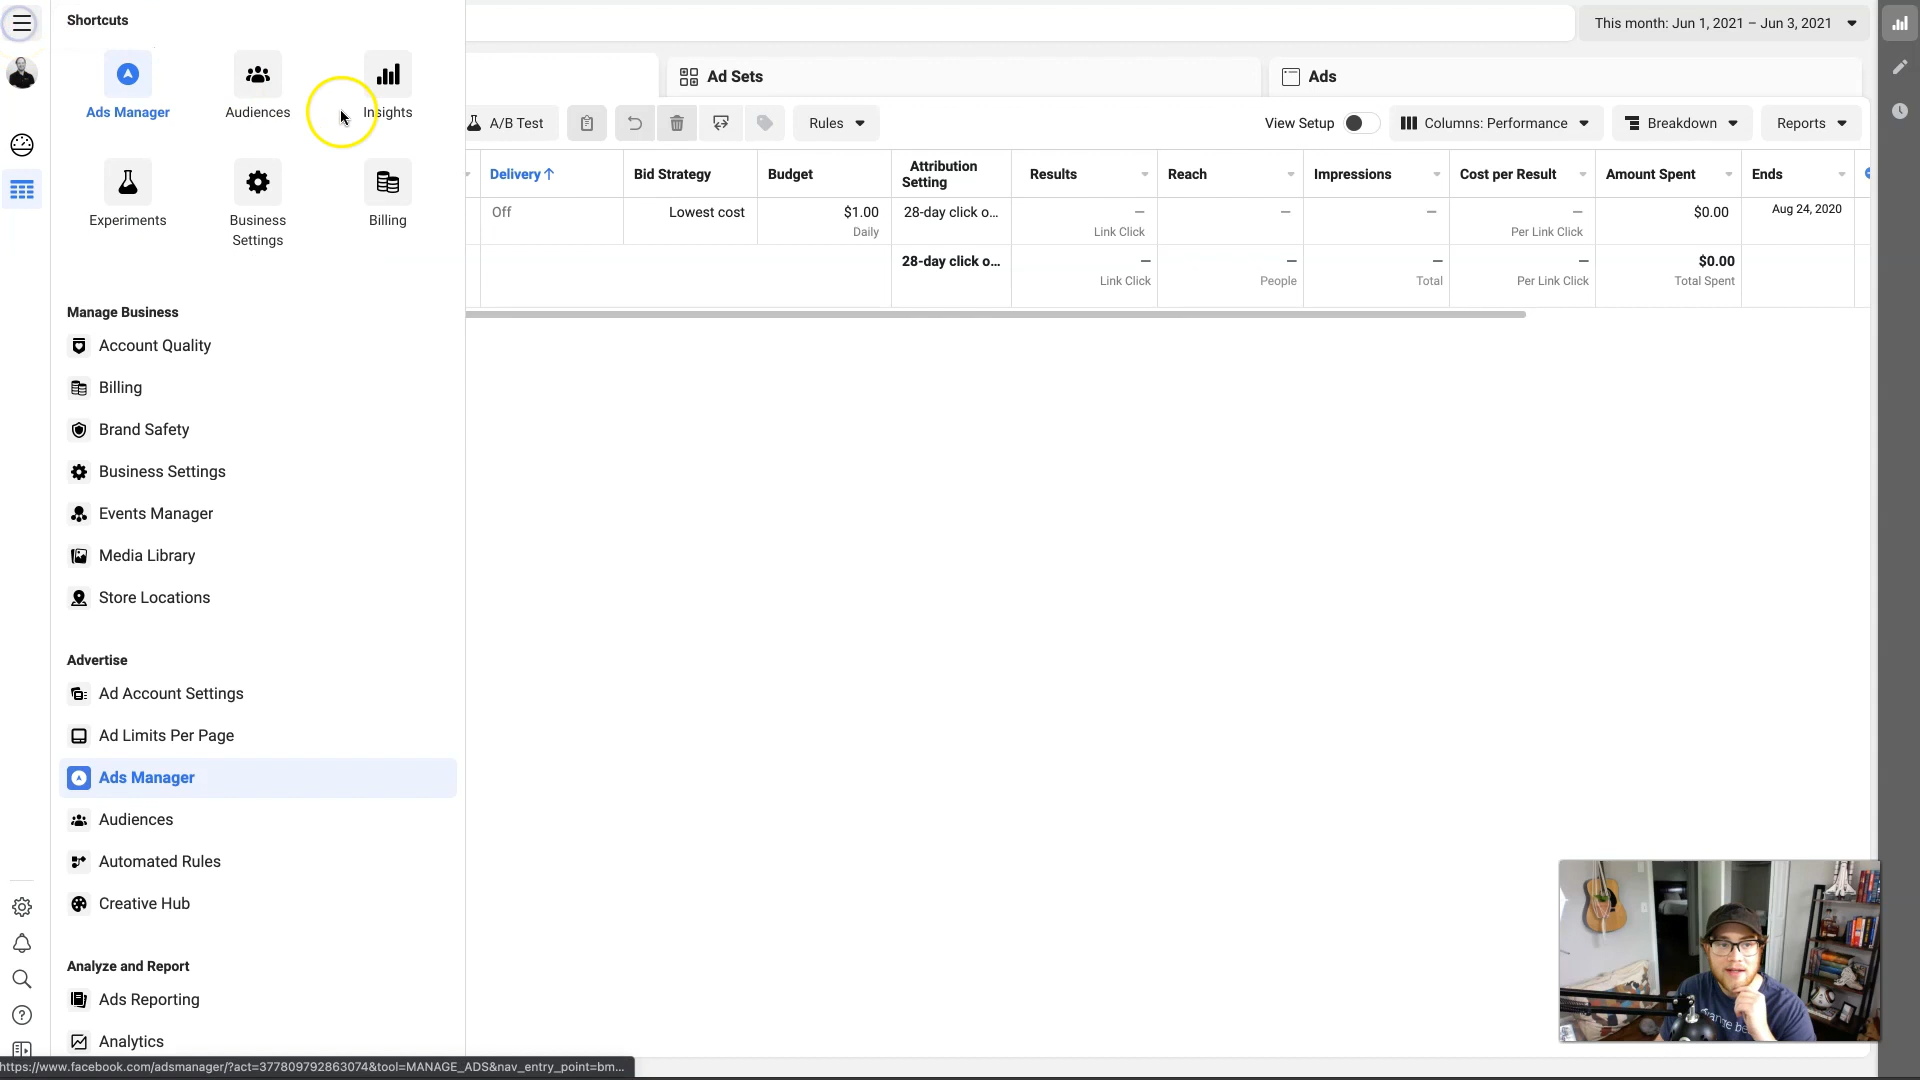 Shortcuts
Ads Manager
Audiences
Insights
Experiments
Business
Settings
Billing
Manage Business
Account Quality
Billing
Brand Safety
Business Settings
Events Manager
Media Library
Store Locations
Advertise
Ad Account Settings
Ad Limits Per Page
Ads Manager
Audiences
Automated Rules
Creative Hub
Analyze and Report
Ads Reporting
Analytics
https://www.facebook.com/adsmanager/?act=377809792863074&tool=MANAGE_ADS&nav_entry_point=bm...
This month: Jun 1, 2021 – Jun 3, 2021
Ad Sets
Ads
A/B Test
Rules
View Setup
Columns: Performance
Breakdown
Reports
Delivery↑ Bid Strategy Budget Attribution Setting Results Reach Impressions Cost per Result Amount Spent Ends
Off Lowest cost $1.00 28-day click o... — — — — $0.00 Aug 24, 2020
Daily Link Click Per Link Click
28-day click o... — — — — $0.00
Link Click People Total Per Link Click Total Spent